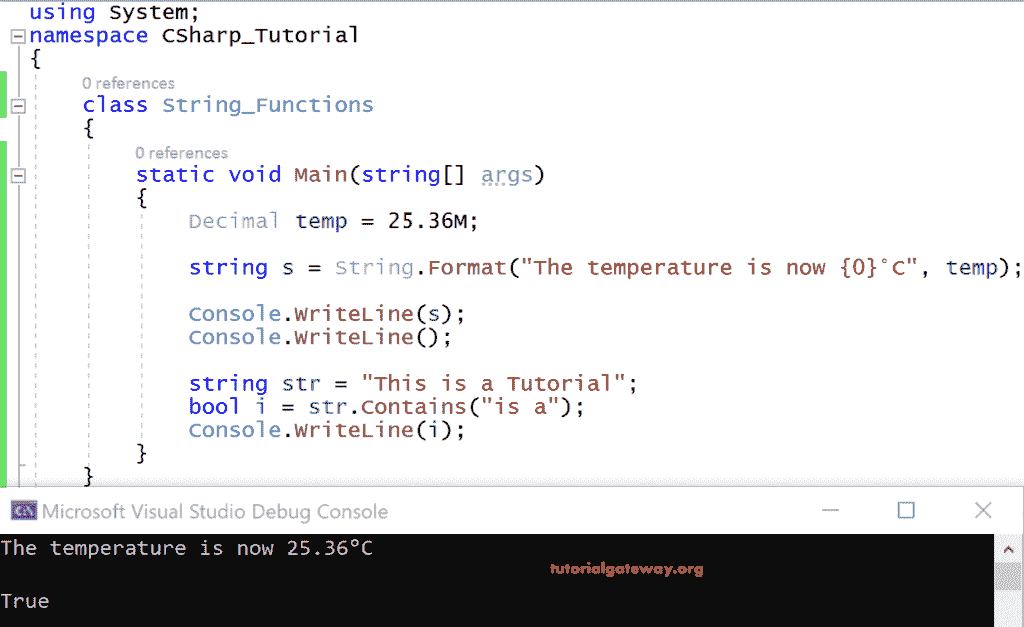 using System;
namespace CSharp_Tutorial
{
0 references
class String_Functions
{
0 references
static void Main(string[] args)
{
Decimal temp = 25.36M;
string s = String.Format("The temperature is now {0}°C", temp);
Console.WriteLine(s);
Console.WriteLine();
string str = "This is a Tutorial";
bool i = str.Contains("is a");
Console.WriteLine(i);
}
}
Microsoft Visual Studio Debug Console
The temperature is now 25.36°C
tutorialgateway.org
True